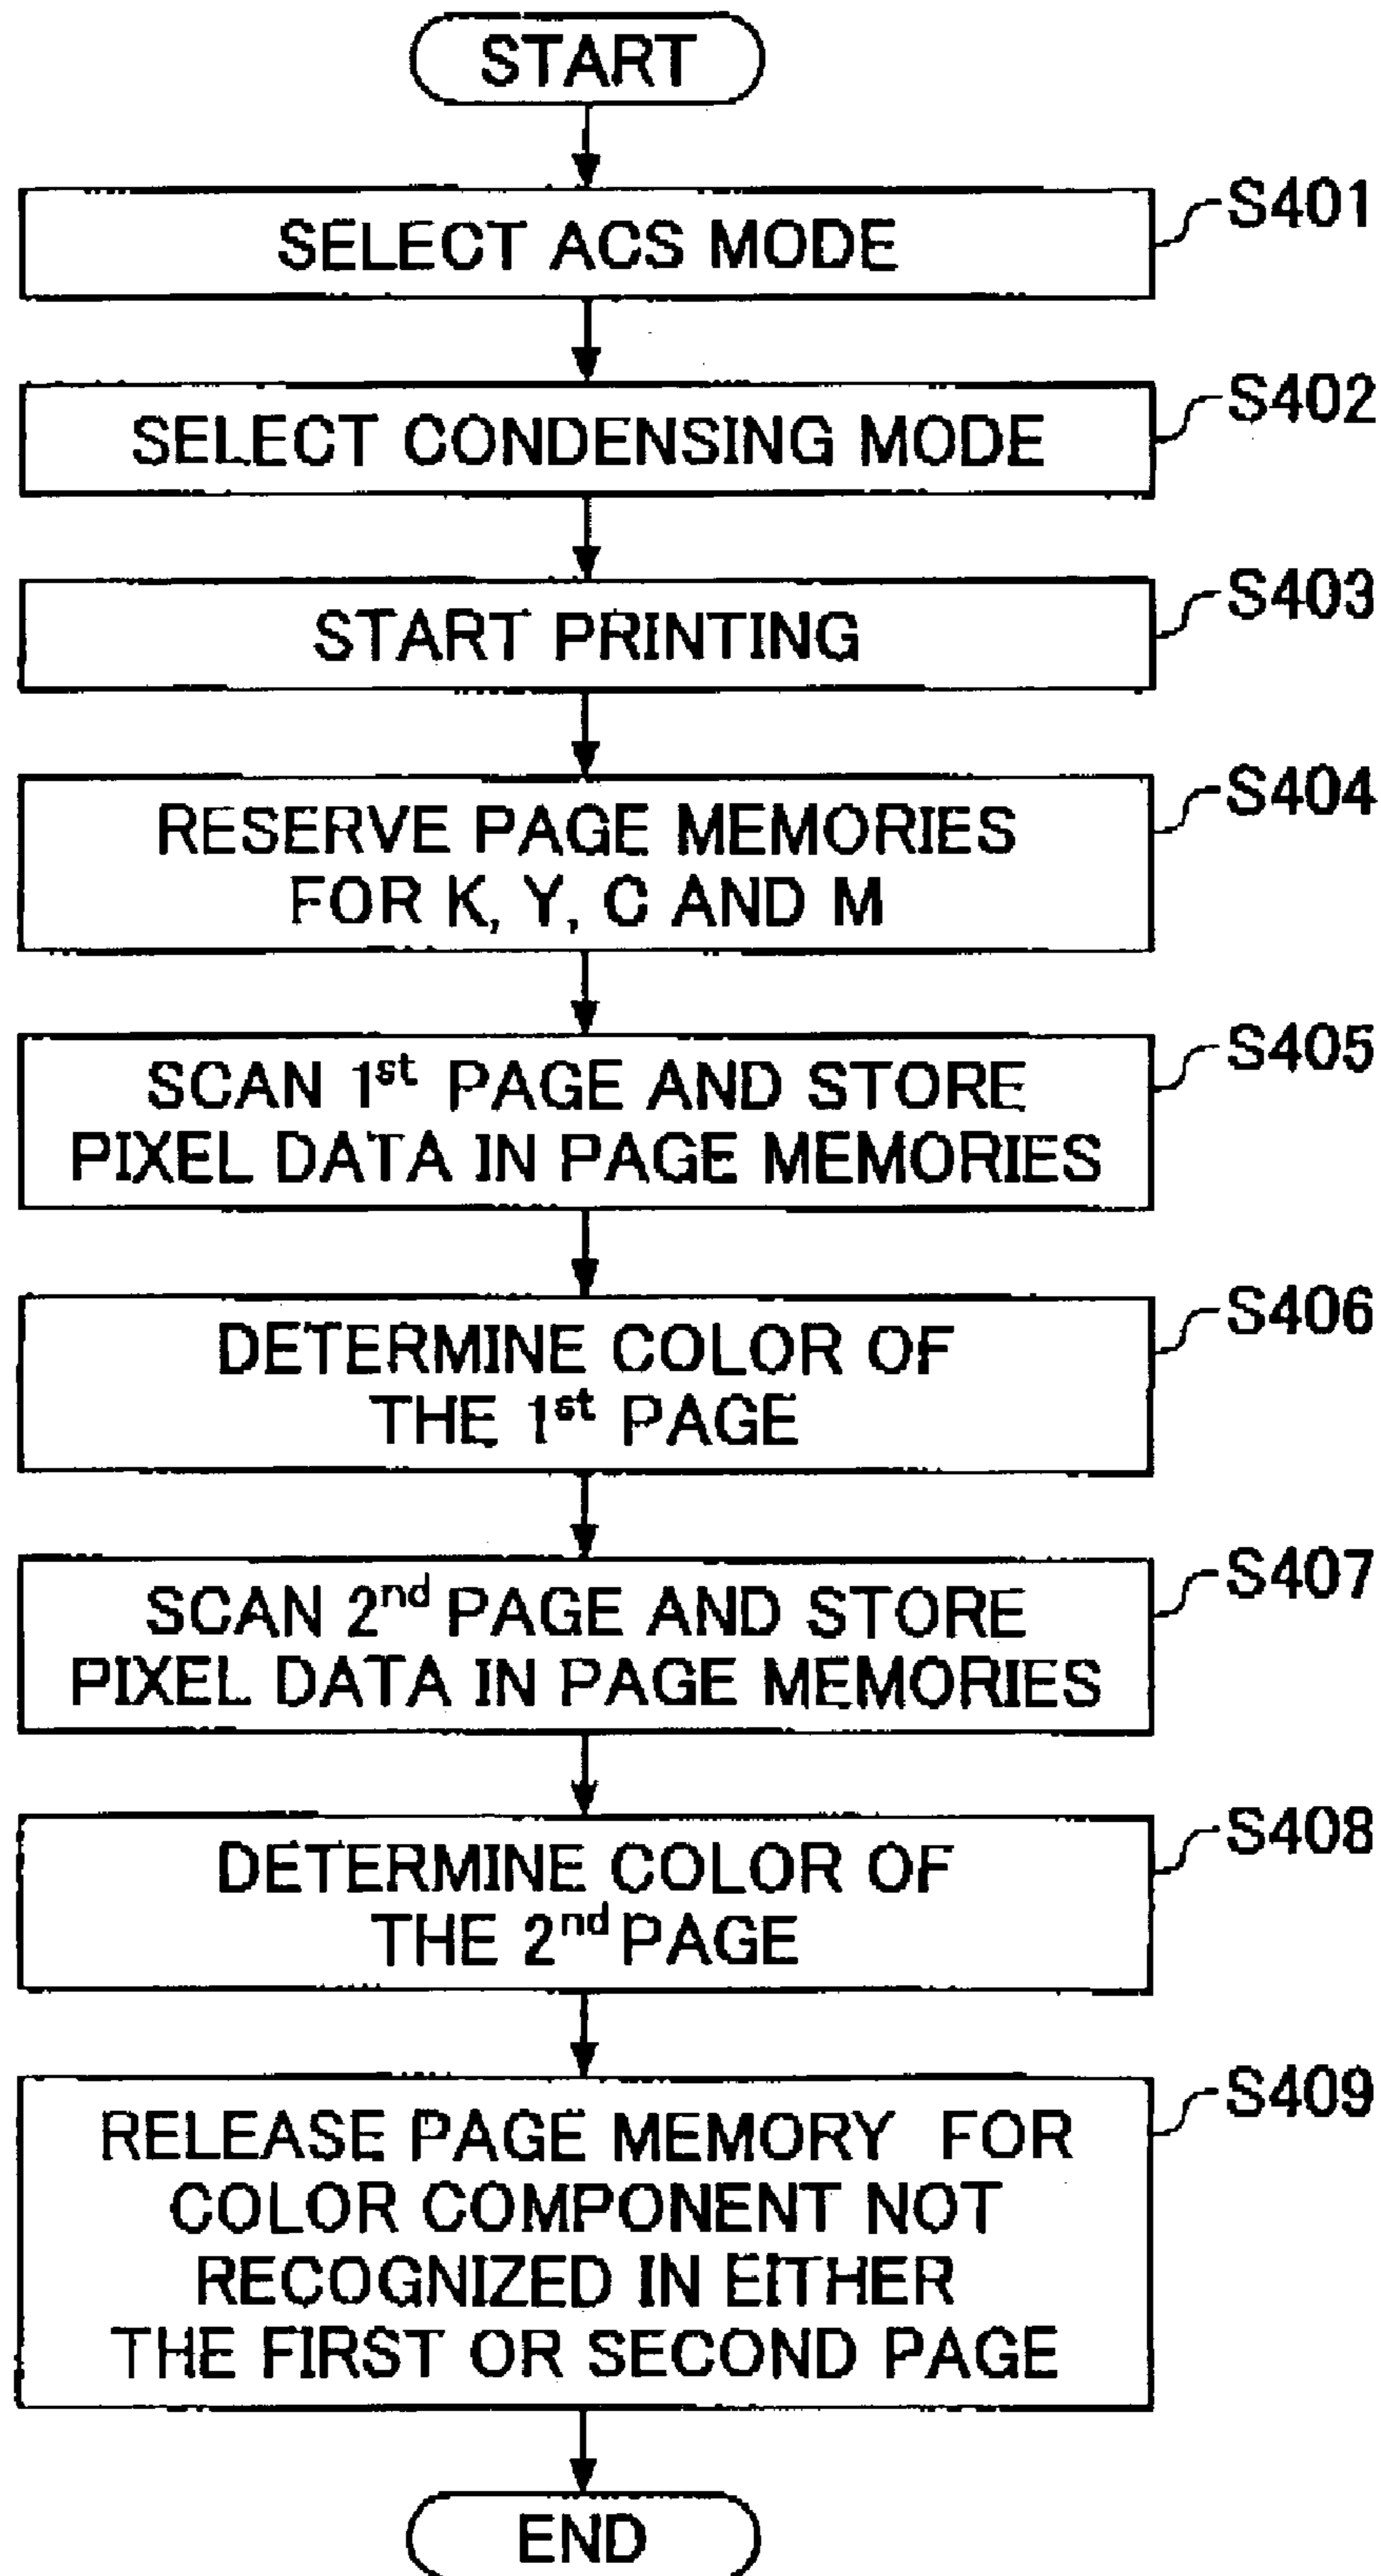 START
SELECT ACS MODE
S401
SELECT CONDENSING MODE
S402
START PRINTING
S403
RESERVE PAGE MEMORIES
FOR K, Y, C AND M
S404
SCAN 1st PAGE AND STORE
PIXEL DATA IN PAGE MEMORIES
S405
DETERMINE COLOR OF
THE 1st PAGE
S406
SCAN 2nd PAGE AND STORE
PIXEL DATA IN PAGE MEMORIES
S407
DETERMINE COLOR OF
THE 2nd PAGE
S408
RELEASE PAGE MEMORY FOR
COLOR COMPONENT NOT
RECOGNIZED IN EITHER
THE FIRST OR SECOND PAGE
S409
END